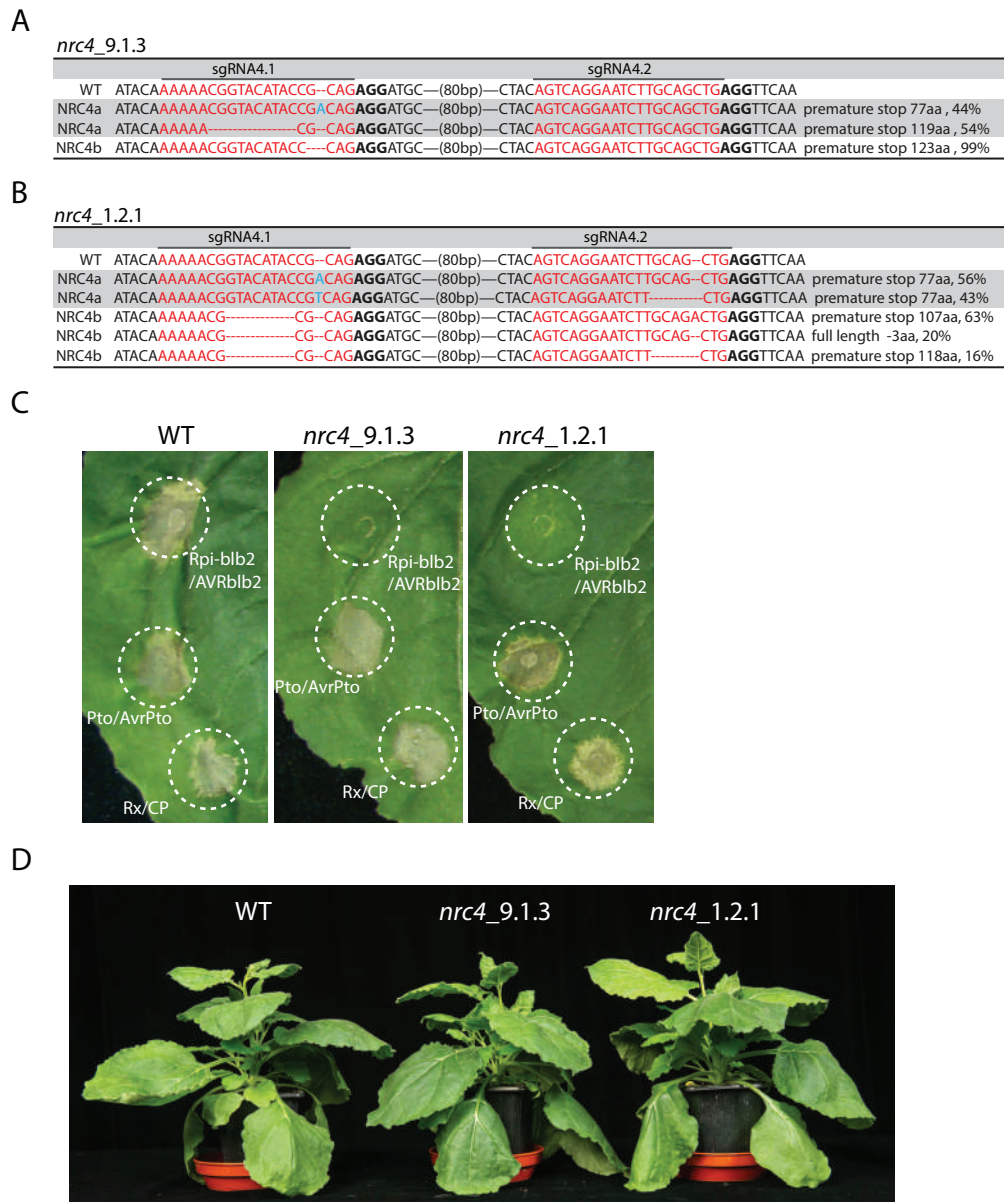 A
nrc4_9.1.3
sgRNA4.1 sgRNA4.2
WT ATACAAAAAACGGTACATACCG--CAGAGGATGC—(80bp)—CTACAGTCAGGAATCTTGCAGCTGAGGTTCAA
NRC4a ATACAAAAAACGGTACATACCGACAGAGGATGC—(80bp)—CTACAGTCAGGAATCTTGCAGCTGAGGTTCAA premature stop 77aa , 44%
NRC4a ATACAAAAAA----------------CG--CAGAGGATGC—(80bp)—CTACAGTCAGGAATCTTGCAGCTGAGGTTCAA premature stop 119aa , 54%
NRC4b ATACAAAAAACGGTACATACC----CAGAGGATGC—(80bp)—CTACAGTCAGGAATCTTGCAGCTGAGGTTCAA premature stop 123aa , 99%
B
nrc4_1.2.1
sgRNA4.1 sgRNA4.2
WT ATACAAAAAACGGTACATACCG--CAGAGGATGC—(80bp)—CTACAGTCAGGAATCTTGCAG--CTGAGGTTCAA
NRC4a ATACAAAAAACGGTACATACCGACAGAGGATGC—(80bp)—CTACAGTCAGGAATCTTGCAG--CTGAGGTTCAA premature stop 77aa, 56%
NRC4a ATACAAAAAACGGTACATACCGTCAGAGGATGC—(80bp)—CTACAGTCAGGAATCTT----------CTGAGGTTCAA premature stop 77aa, 43%
NRC4b ATACAAAAAACG------------CG--CAGAGGATGC—(80bp)—CTACAGTCAGGAATCTTGCAGACTGAGGTTCAA premature stop 107aa, 63%
NRC4b ATACAAAAAACG------------CG--CAGAGGATGC—(80bp)—CTACAGTCAGGAATCTTGCAG--CTGAGGTTCAA full length -3aa, 20%
NRC4b ATACAAAAAACG------------CG--CAGAGGATGC—(80bp)—CTACAGTCAGGAATCTT----------CTGAGGTTCAA premature stop 118aa, 16%
C
WT nrc4_9.1.3 nrc4_1.2.1
Rpi-blb2
/AVRblb2
Pto/AvrPto
Rx/CP
Rpi-blb2
/AVRblb2
Pto/AvrPto
Rx/CP
Rpi-blb2
/AVRblb2
Pto/AvrPto
Rx/CP
D
WT nrc4_9.1.3 nrc4_1.2.1